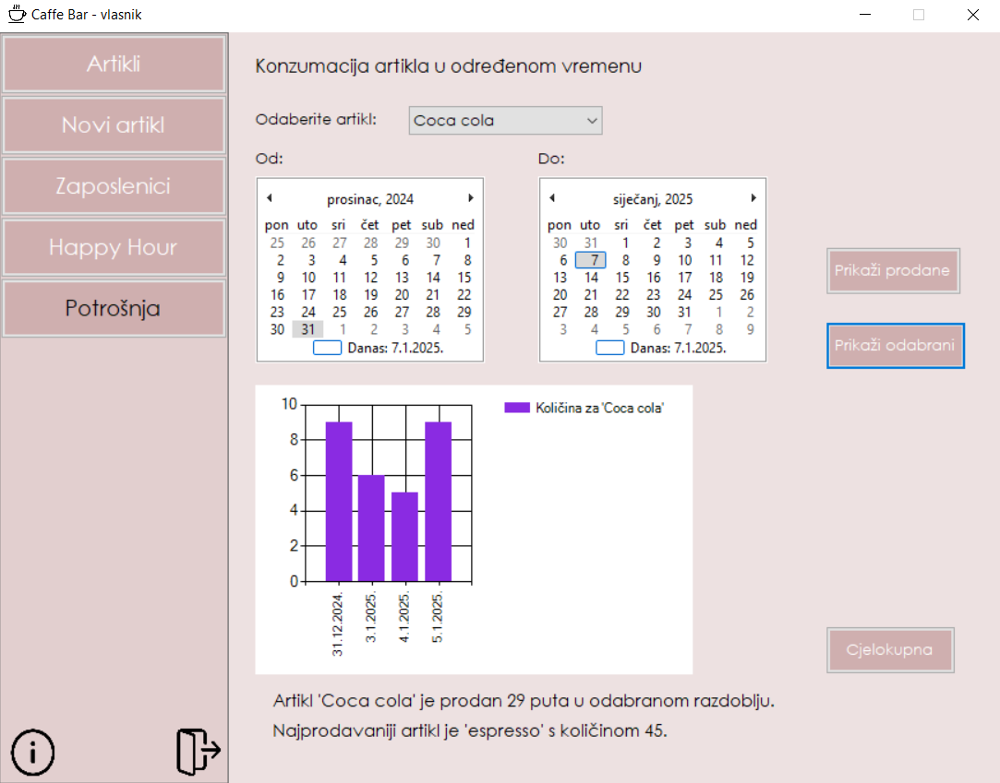 Caffe Bar - vlasnik
Artikli
Novi artikl
Zaposlenici
Happy Hour
Potrošnja
Konzumacija artikla u određenom vremenu
Odaberite artikl:
Coca cola
Od:
prosinac, 2024
pon uto sri čet pet sub ned
25 26 27 28 29 30 1
2 3 4 5 6 7 8
9 10 11 12 13 14 15
16 17 18 19 20 21 22
23 24 25 26 27 28 29
30 31 1 2 3 4 5
Danas: 7.1.2025.
Do:
siječanj, 2025
pon uto sri čet pet sub ned
30 31 1 2 3 4 5
6 7 8 9 10 11 12
13 14 15 16 17 18 19
20 21 22 23 24 25 26
27 28 29 30 31 1 2
3 4 5 6 7 8 9
Danas: 7.1.2025.
Prikaži prodane
Prikaži odabrani
10
8
6
4
2
0
31.12.2024.
3.1.2025.
4.1.2025.
5.1.2025.
Količina za 'Coca cola'
Cjelokupna
Artikl 'Coca cola' je prodan 29 puta u odabranom razdoblju.
Najprodavaniji artikl je 'espresso' s količinom 45.